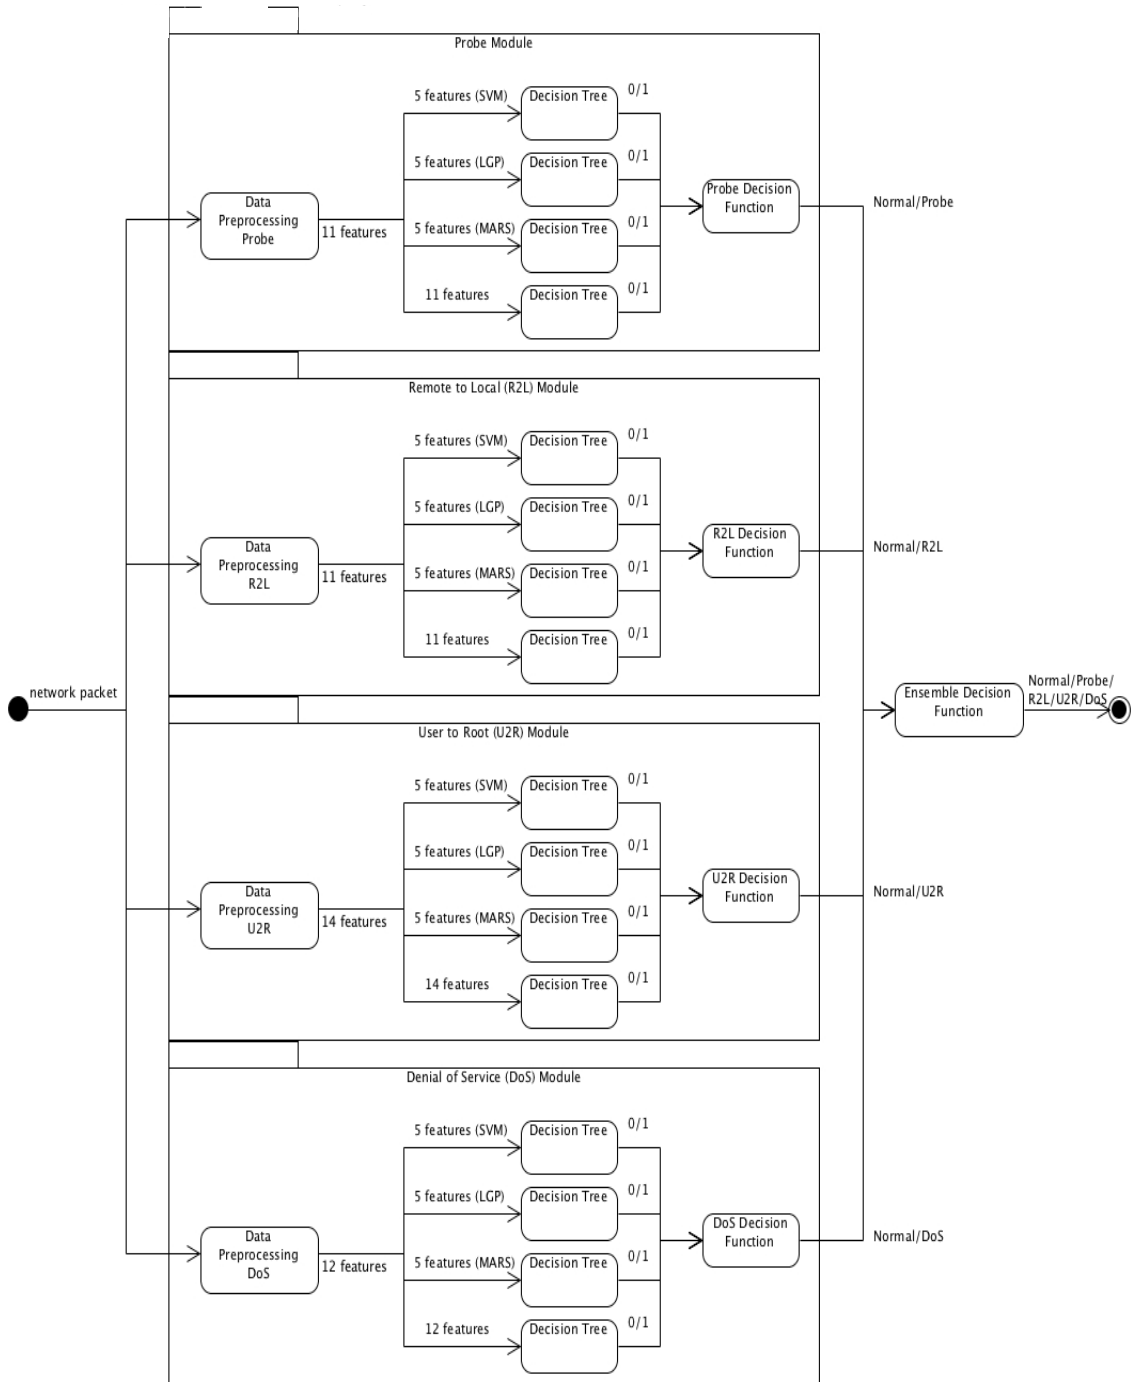 Probe Module
5 features (SVM)
Decision Tree
0/1
5 features (LGP)
Decision Tree
0/1
Data
Preprocessing
Probe
11 features
5 features (MARS)
Decision Tree
0/1
11 features
Decision Tree
0/1
Probe Decision
Function
Normal/Probe
Remote to Local (R2L) Module
5 features (SVM)
Decision Tree
0/1
5 features (LGP)
Decision Tree
0/1
Data
Preprocessing
R2L
11 features
5 features (MARS)
Decision Tree
0/1
11 features
Decision Tree
0/1
R2L Decision
Function
Normal/R2L
network packet
Ensemble Decision
Function
Normal/Probe/
R2L/U2R/DoS
User to Root (U2R) Module
5 features (SVM)
Decision Tree
0/1
5 features (LGP)
Decision Tree
0/1
Data
Preprocessing
U2R
14 features
5 features (MARS)
Decision Tree
0/1
14 features
Decision Tree
0/1
U2R Decision
Function
Normal/U2R
Denial of Service (DoS) Module
5 features (SVM)
Decision Tree
0/1
5 features (LGP)
Decision Tree
0/1
Data
Preprocessing
DoS
12 features
5 features (MARS)
Decision Tree
0/1
12 features
Decision Tree
0/1
DoS Decision
Function
Normal/DoS